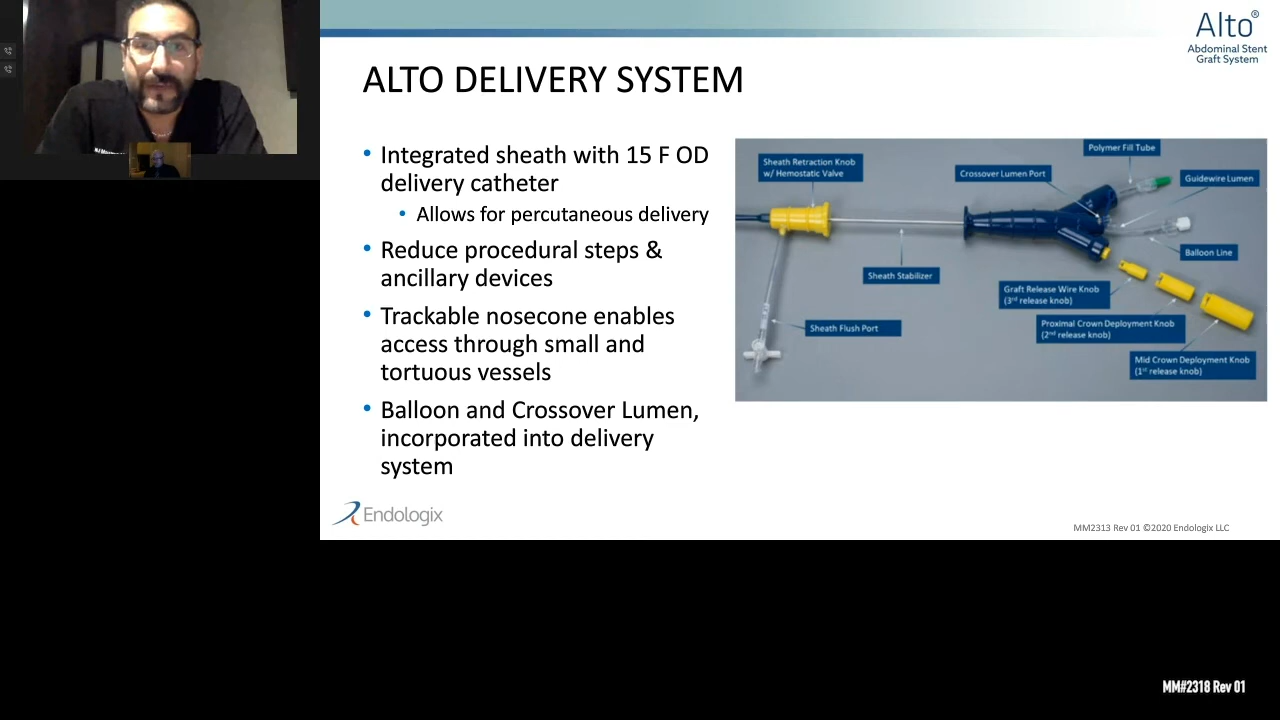 Alto®
Abdominal Stent
Graft System
ALTO DELIVERY SYSTEM
• Integrated sheath with 15 F OD
delivery catheter
• Allows for percutaneous delivery
• Reduce procedural steps &
ancillary devices
• Trackable nosecone enables
access through small and
tortuous vessels
• Balloon and Crossover Lumen,
incorporated into delivery
system
Polymer Fill Tube
Sheath Retraction Knob
w/ Hemostatic Valve
Crossover Lumen Port
Guidewire Lumen
Balloon Line
Sheath Stabilizer
Graft Release Wire Knob
(3rd release knob)
Sheath Flush Port
Proximal Crown Deployment Knob
(2nd release knob)
Mid Crown Deployment Knob
(1st release knob)
Endologix
MM2313 Rev 01 ©2020 Endologix LLC
MM#2318 Rev 01